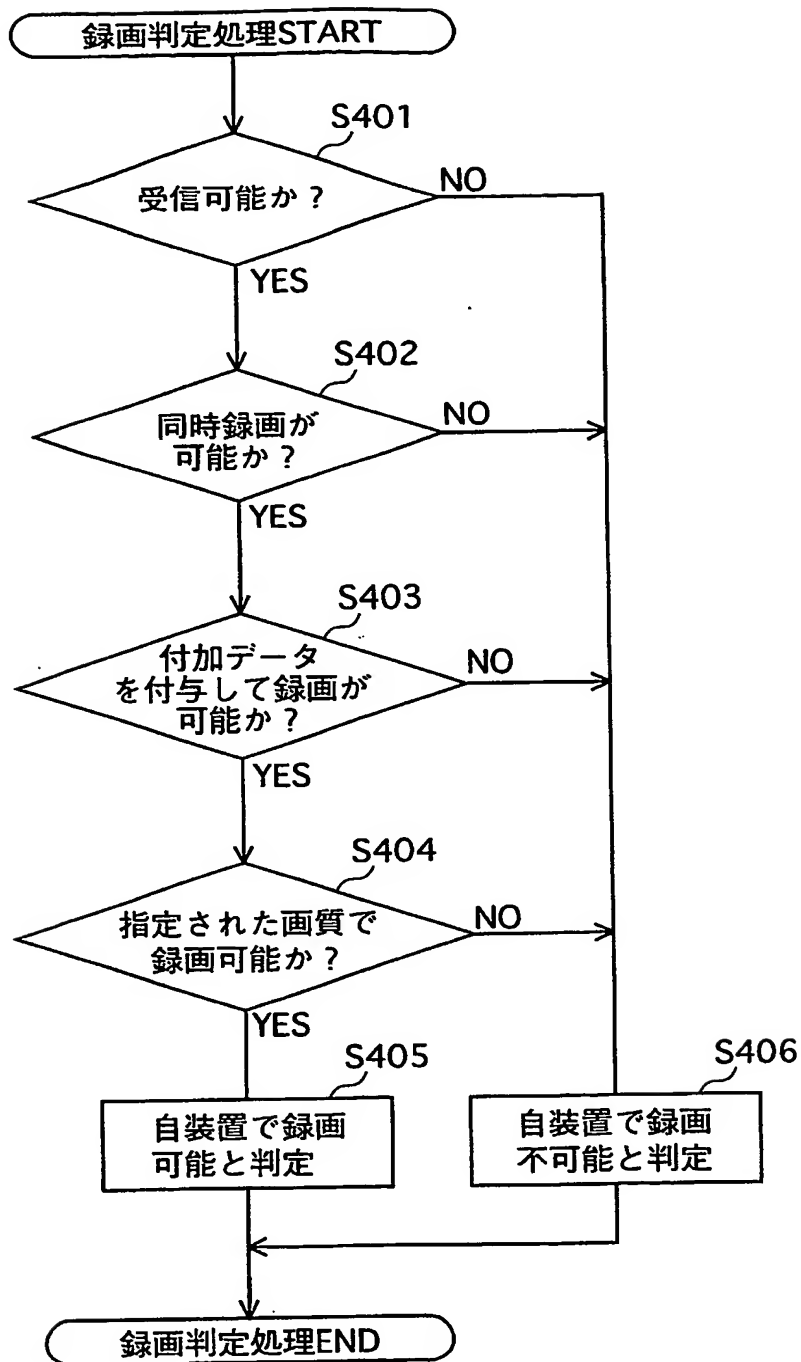 録画判定処理START
S401
受信可能か？
NO
YES
S402
同時録画が
可能か？
NO
YES
S403
付加データ
を付与して録画が
可能か？
NO
YES
S404
指定された画質で
録画可能か？
NO
YES
S405
自装置で録画
可能と判定
S406
自装置で録画
不可能と判定
録画判定処理END